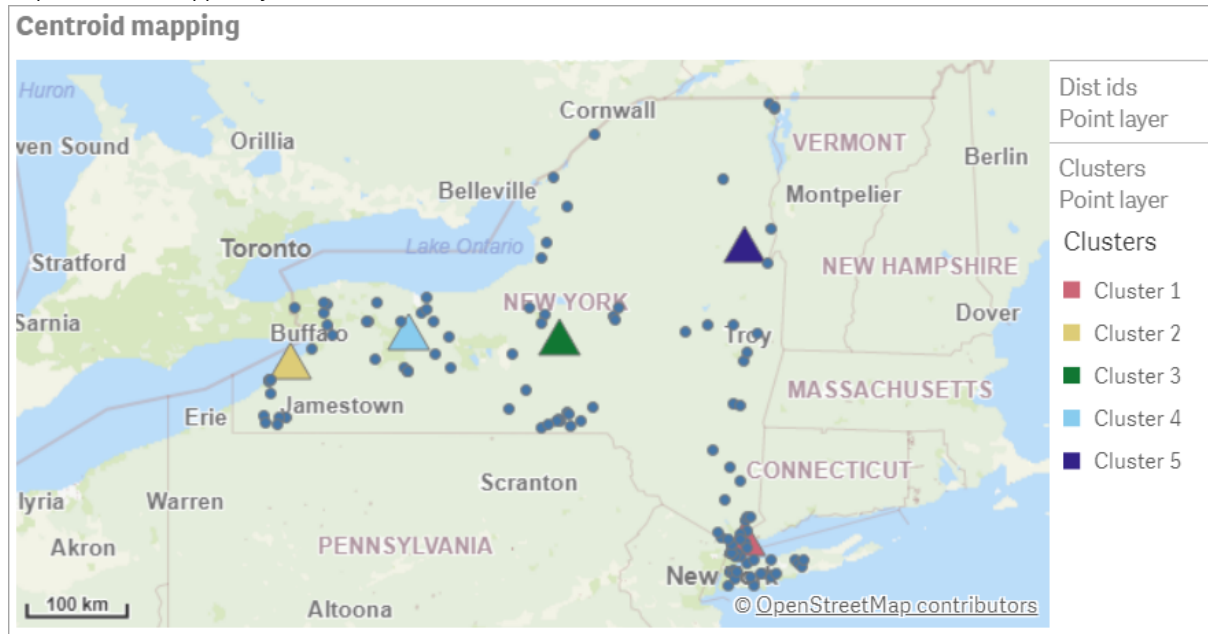 Centroid mapping
Huron
Cornwall
Dist ids
Point layer
ven Sound
Orillia
VERMONT
Berlin
Clusters
Point layer
Belleville
Montpelier
Toronto
Lake Ontario
Clusters
Stratford
NEW HAMPSHIRE
Cluster 1
NEW YORK
Sarnia
Buffalo
Troy
Dover
Cluster 2
Cluster 3
MASSACHUSETTS
Erie
Jamestown
Cluster 4
Cluster 5
CONNECTICUT
Scranton
lyria
Warren
Akron
PENNSYLVANIA
New York
100 km
Altoona
© OpenStreetMap contributors